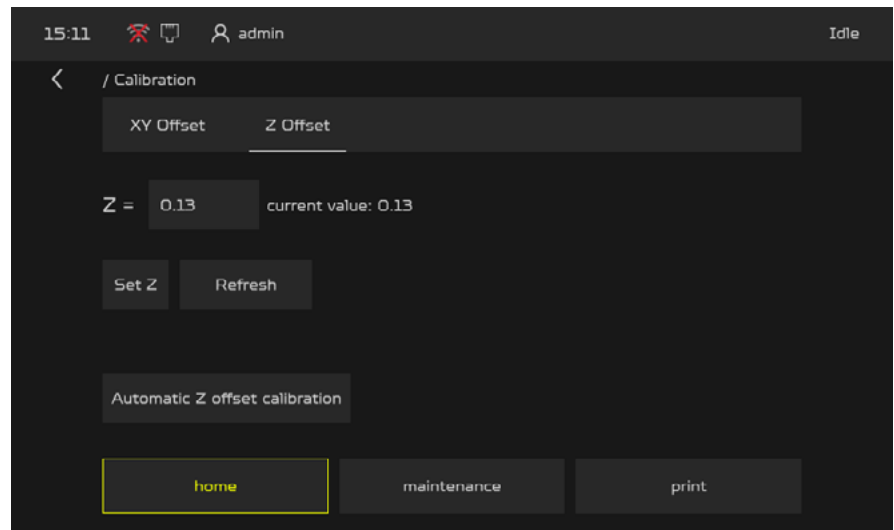 15:11 admin Idle
/ Calibration
XY Offset Z Offset
Z = 0.13 current value: 0.13
Set Z Refresh
Automatic Z offset calibration
home maintenance print